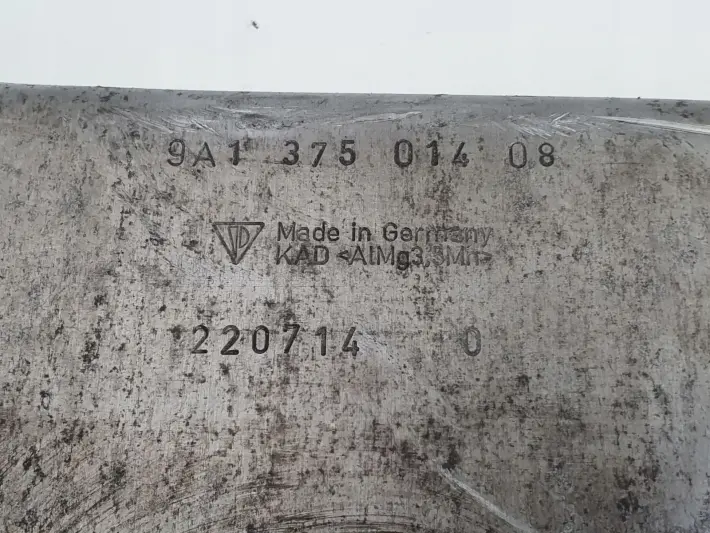 9A1 375 014 08
Made in Germany
KAD <AlMg3,5Mn>
220714 0